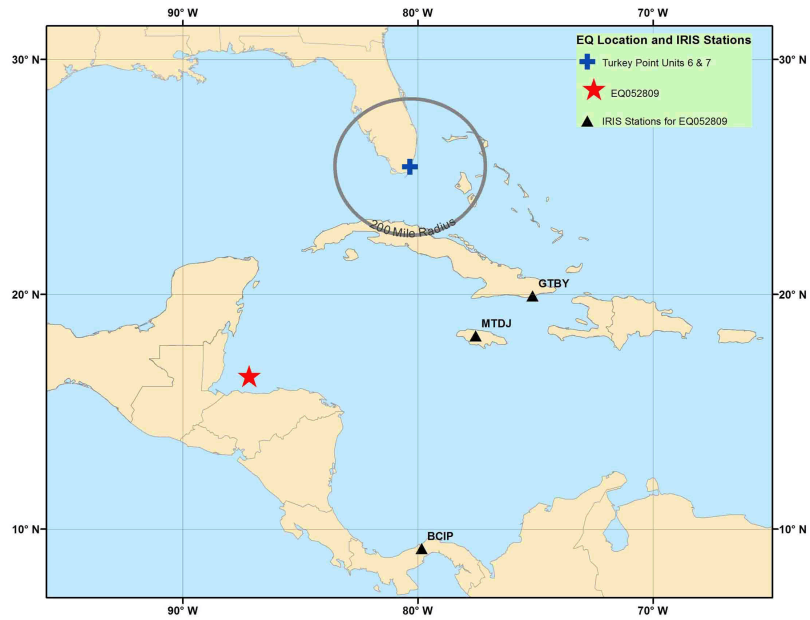 90° W
80° W
70° W
30° N
30° N
EQ Location and IRIS Stations
Turkey Point Units 6 & 7
EQ052809
IRIS Stations for EQ052809
200 Mile Radius
20° N
20° N
GTBY
MTDJ
10° N
10° N
BCIP
90° W
80° W
70° W